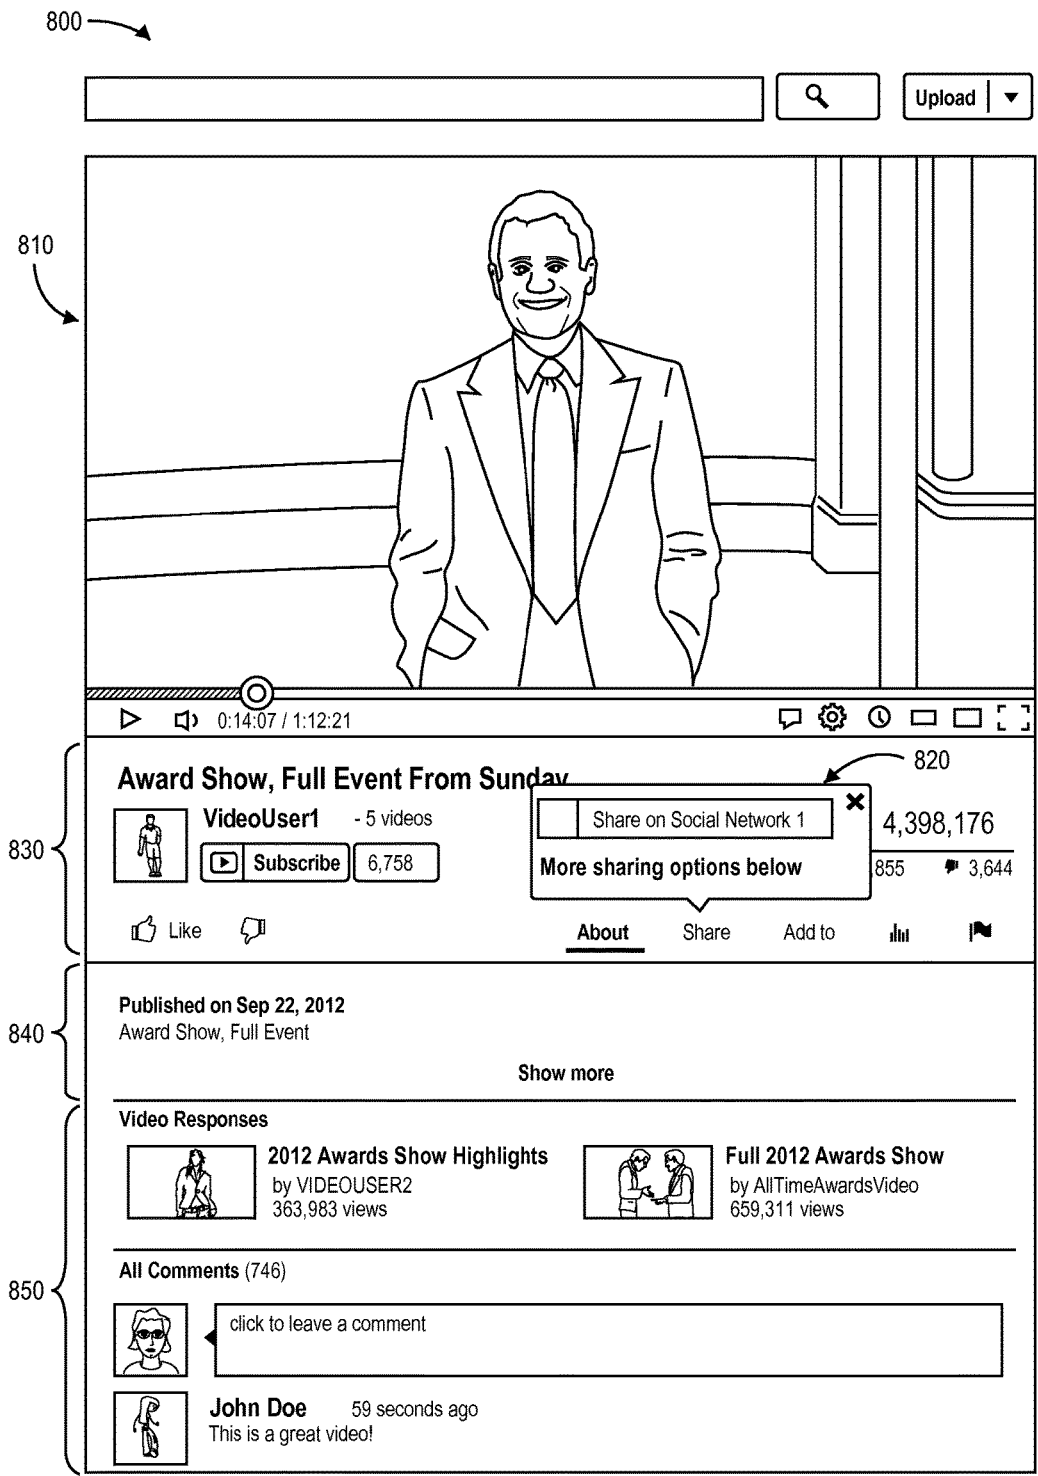 800
Upload
810
0:14:07 / 1:12:21
820
Award Show, Full Event From Sunday
830
VideoUser1 - 5 videos
Subscribe 6,758
Share on Social Network 1
More sharing options below
4,398,176
,855 3,644
Like
About Share Add to
840
Published on Sep 22, 2012
Award Show, Full Event
Show more
850
Video Responses
2012 Awards Show Highlights
by VIDEOUSER2
363,983 views
Full 2012 Awards Show
by AllTimeAwardsVideo
659,311 views
All Comments (746)
click to leave a comment
John Doe 59 seconds ago
This is a great video!